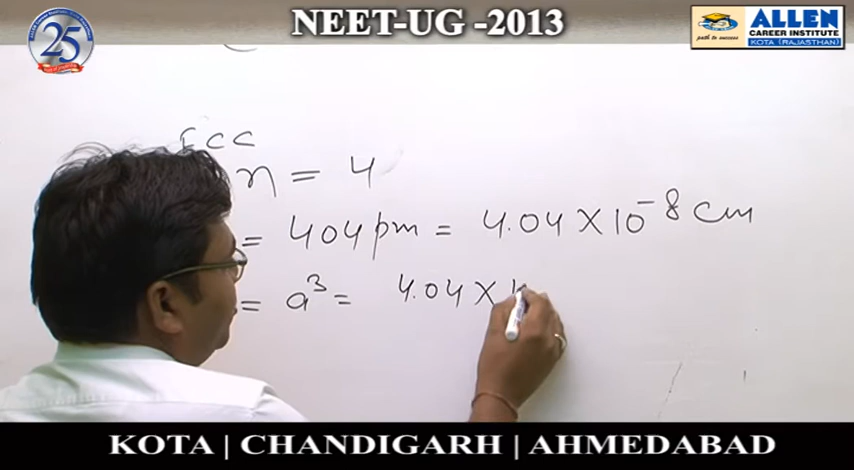 NEET-UG -2013
25
ALLEN
CAREER INSTITUTE
KOTA (RAJASTHAN)
path to success
FCC
n = 4
= 404 pm = 4.04 X 10⁻⁸ cm
= a³ = 4.04 X
KOTA | CHANDIGARH | AHMEDABAD